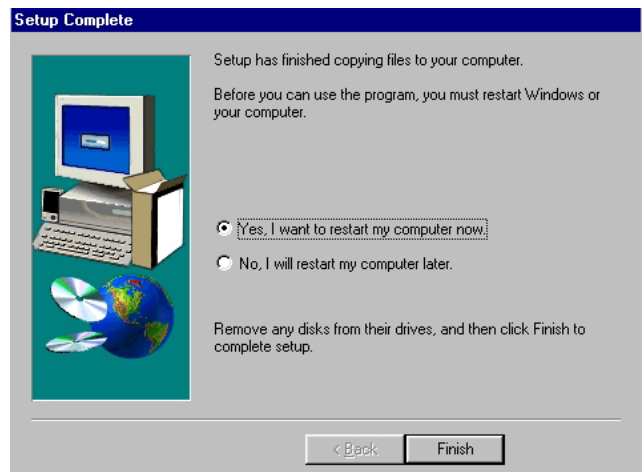 Setup Complete
Setup has finished copying files to your computer.
Before you can use the program, you must restart Windows or
your computer.
Yes, I want to restart my computer now.
No, I will restart my computer later.
Remove any disks from their drives, and then click Finish to
complete setup.
< Back
Finish